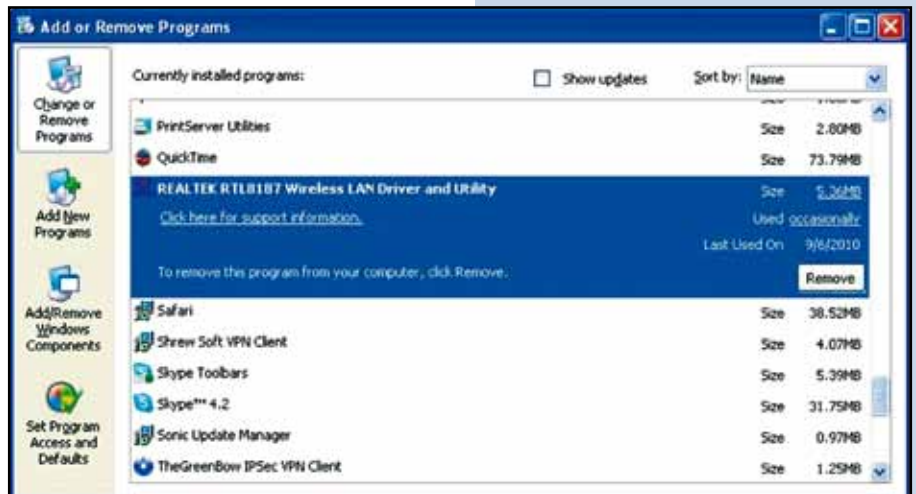 Add or Remove Programs
Change or
Remove
Programs
Add New
Programs
Add/Remove
Windows
Components
Set Program
Access and
Defaults
Currently installed programs:
Show updates
Sort by: Name
PrintServer Utilities Size 2.80MB
QuickTime Size 73.79MB
REALTEK RTL8187 Wireless LAN Driver and Utility Size 5.36MB
Click here for support information. Used occasionally
Last Used On 9/6/2010
To remove this program from your computer, click Remove. Remove
Safari Size 38.52MB
Shrew Soft VPN Client Size 4.07MB
Skype Toolbars Size 5.39MB
Skype™ 4.2 Size 31.75MB
Sonic Update Manager Size 0.97MB
TheGreenBow IPSec VPN Client Size 1.25MB